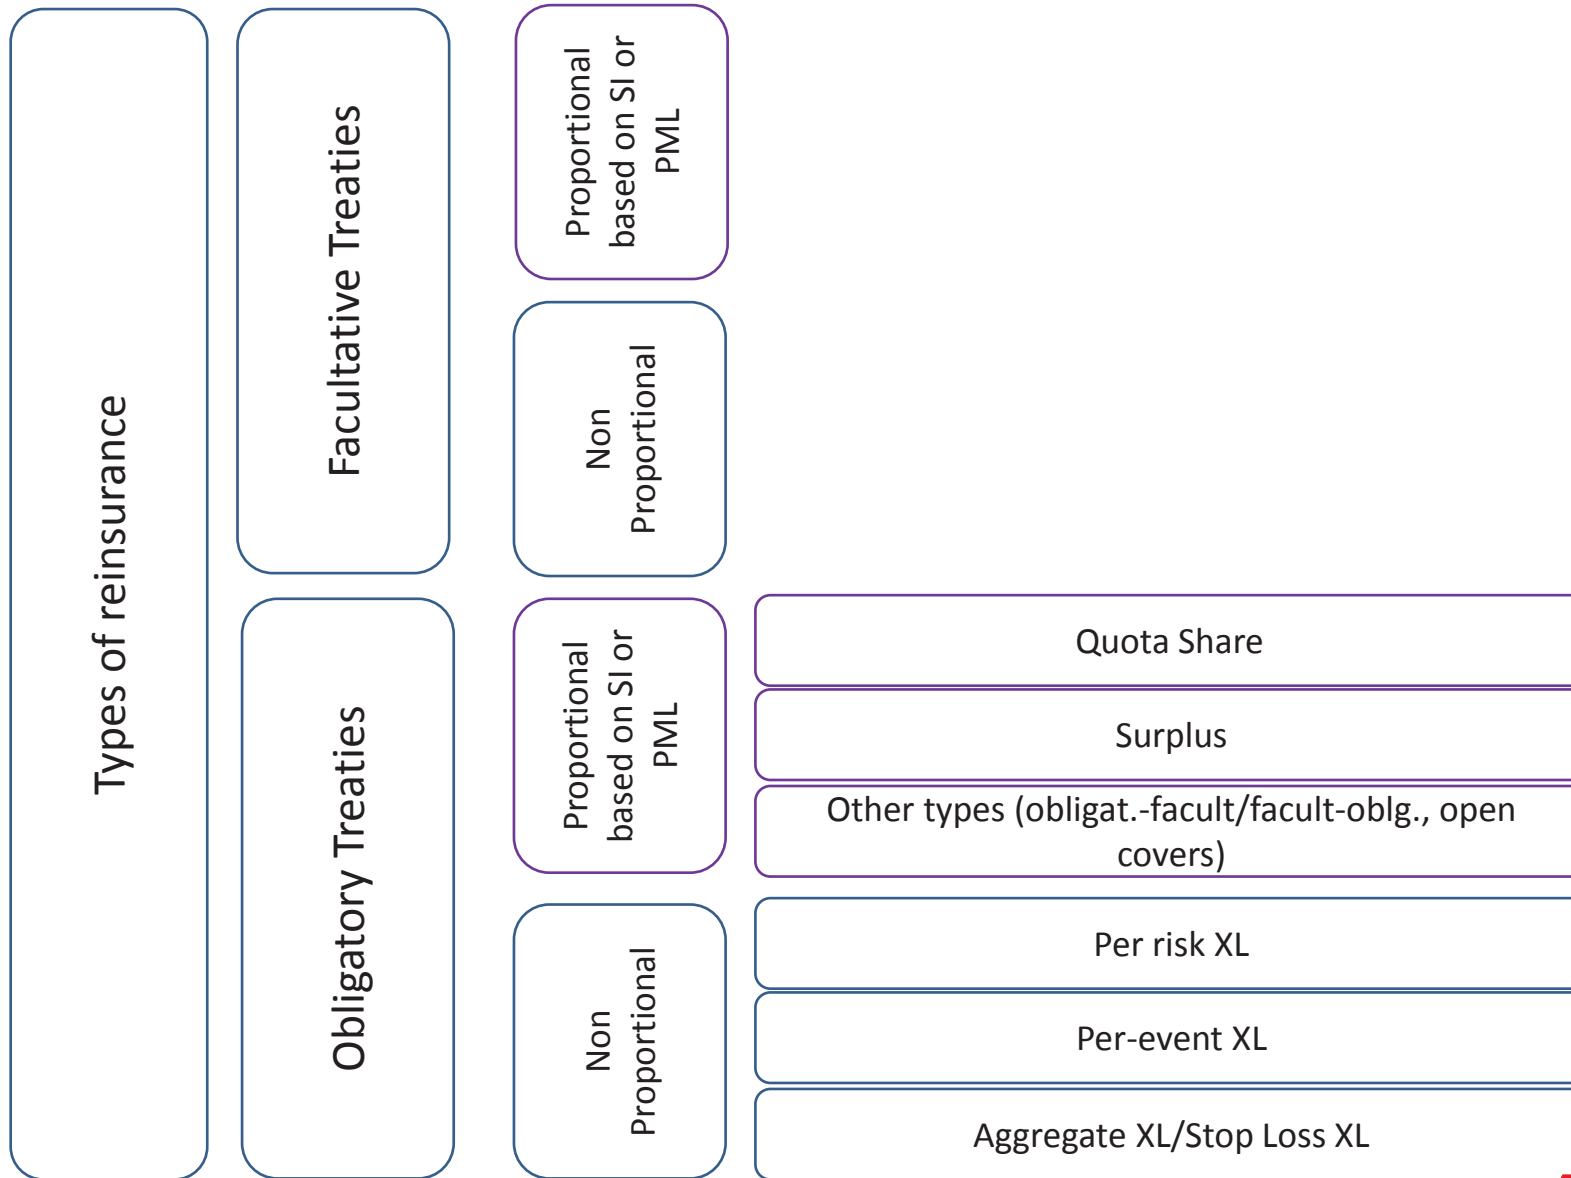 Types of reinsurance
Facultative Treaties
Proportional
based on SI or
PML
Non
Proportional
Obligatory Treaties
Proportional
based on SI or
PML
Quota Share
Surplus
Other types (obligat.-facult/facult-oblg., open
covers)
Non
Proportional
Per risk XL
Per-event XL
Aggregate XL/Stop Loss XL